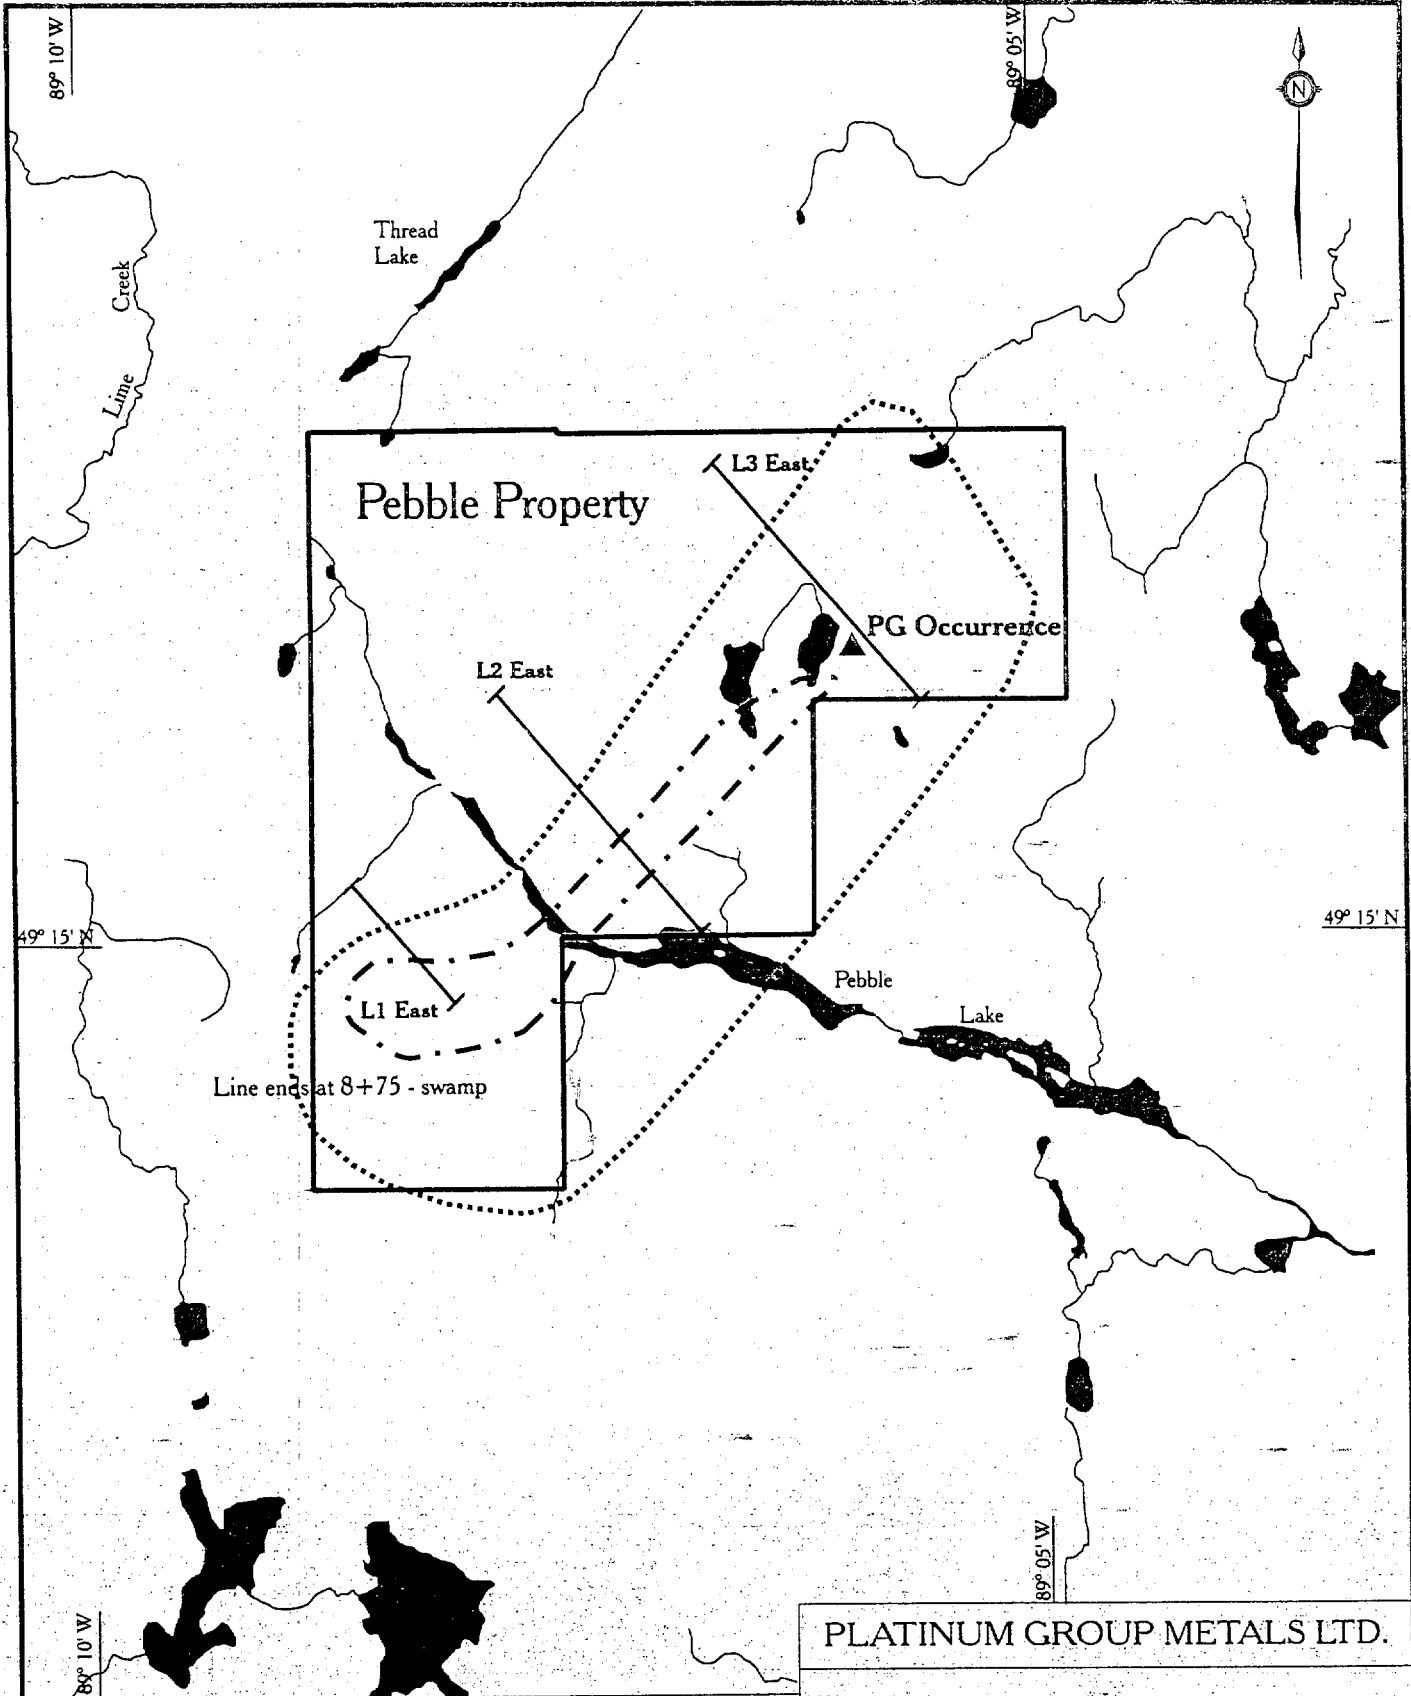 89° 10' W
89° 05' W
N
Thread
Lake
Creek
Lime
L3 East
Pebble Property
PG Occurrence
L2 East
49° 15' N
49° 15' N
Pebble
Lake
L1 East
Line ends at 8+75 - swamp
89° 05' W
89° 10' W
PLATINUM GROUP METALS LTD.